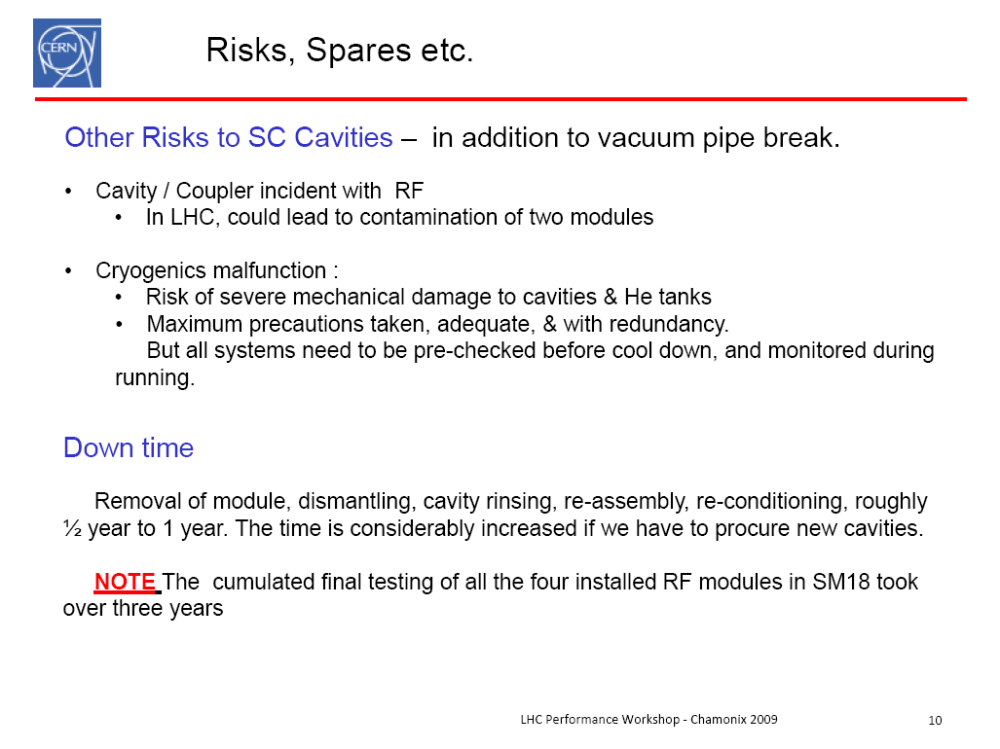 CERN
Risks, Spares etc.
Other Risks to SC Cavities – in addition to vacuum pipe break.
• Cavity / Coupler incident with RF
• In LHC, could lead to contamination of two modules
• Cryogenics malfunction :
• Risk of severe mechanical damage to cavities & He tanks
• Maximum precautions taken, adequate, & with redundancy.
But all systems need to be pre-checked before cool down, and monitored during
running.
Down time
Removal of module, dismantling, cavity rinsing, re-assembly, re-conditioning, roughly
½ year to 1 year. The time is considerably increased if we have to procure new cavities.
NOTE The cumulated final testing of all the four installed RF modules in SM18 took
over three years
LHC Performance Workshop - Chamonix 2009
10